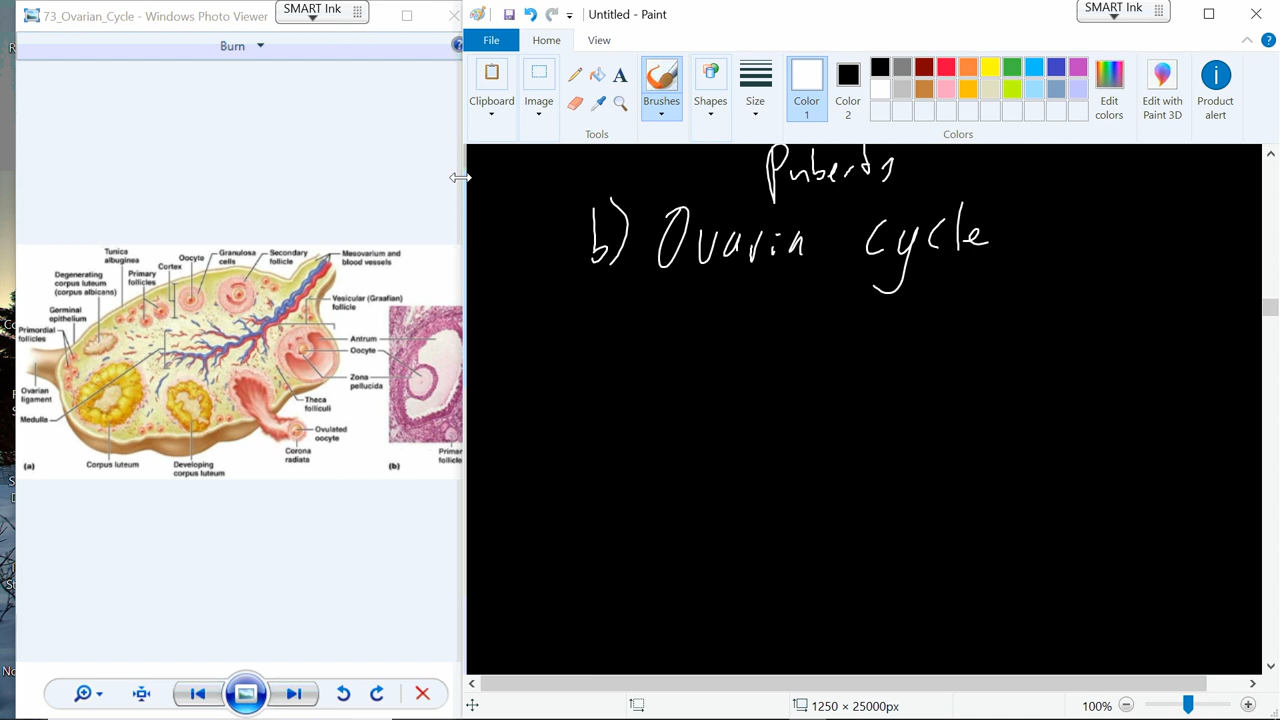 73_Ovarian_Cycle - Windows Photo Viewer
SMART Ink
Untitled - Paint
SMART Ink
Burn
File Home View
Clipboard
Image
Tools
Brushes
Shapes
Size
Color 1
Color 2
Edit colors
Edit with Paint 3D
Product alert
Colors
b) Ovarian cycle
Tunica albuginea
Oocyte
Granulosa cells
Secondary follicle
Mesovarium and blood vessels
Cortex
Primary follicles
Degenerating corpus luteum (corpus albicans)
Vesicular (Graafian) follicle
Germinal epithelium
Primordial follicles
Antrum
Oocyte
Zona pellucida
Ovarian ligament
Theca folliculi
Medulla
Ovulated oocyte
Corona radiata
Corpus luteum
Developing corpus luteum
(a)
(b)
1250 × 25000px
100%